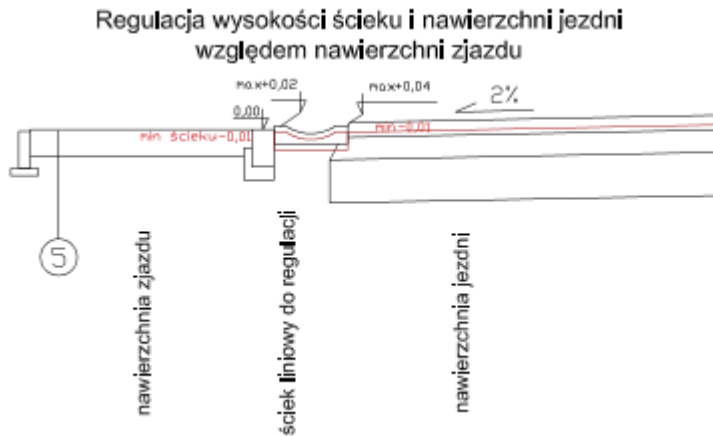 Regulacja wysokości ścieku i nawierzchni jezdni
względem nawierzchni zjazdu
max+0,02
max+0,04
2%
0,00
min ścieku-0,01
min-0,01
5
nawierzchnia zjazdu
ściek liniowy do regulacji
nawierzchnia jezdni